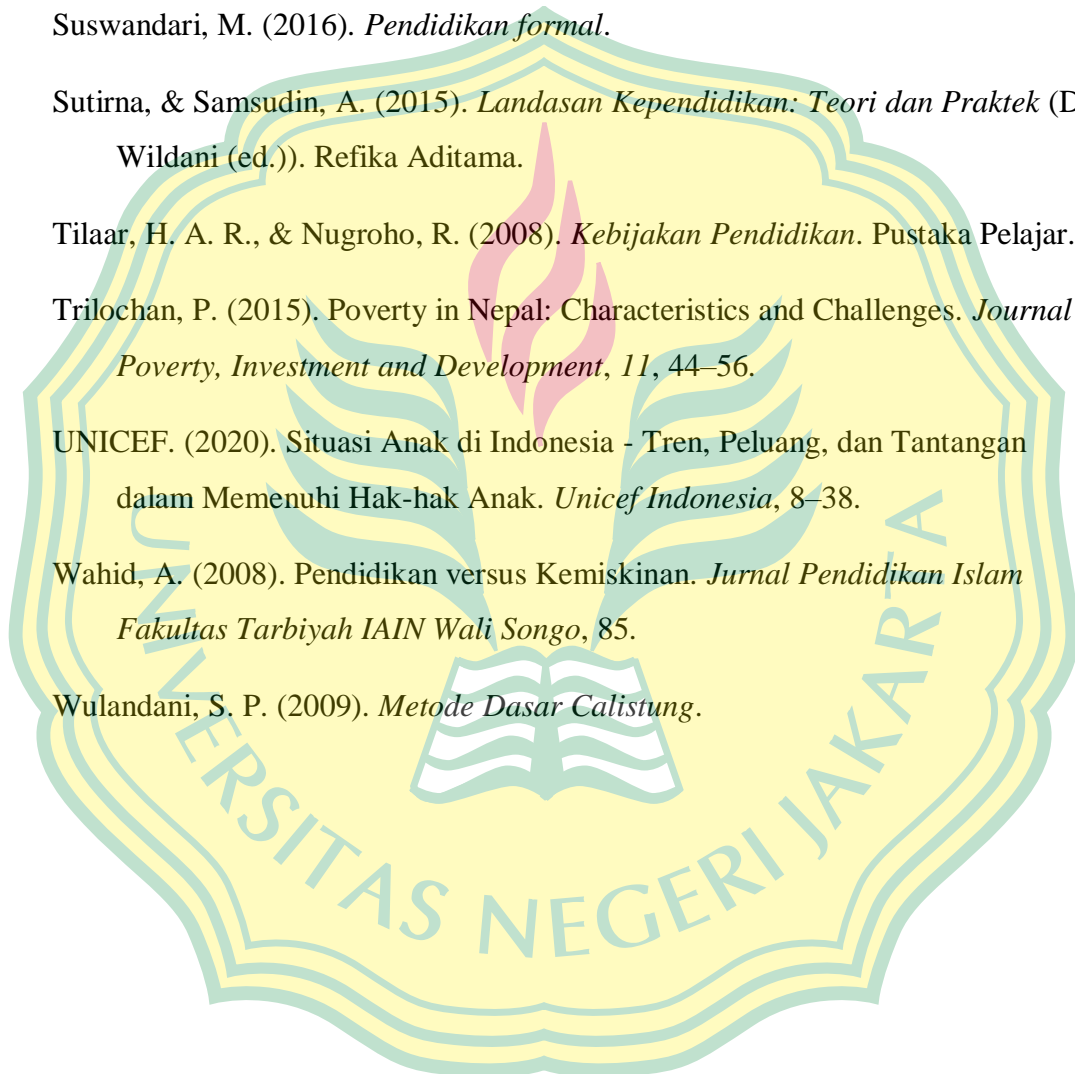 Suswandari, M. (2016). Pendidikan formal.
Sutirna, & Samsudin, A. (2015). Landasan Kependidikan: Teori dan Praktek (D
Wildani (ed.)). Refika Aditama.
Tilaar, H. A. R., & Nugroho, R. (2008). Kebijakan Pendidikan. Pustaka Pelajar.
Trilochan, P. (2015). Poverty in Nepal: Characteristics and Challenges. Journal
Poverty, Investment and Development, 11, 44–56.
UNICEF. (2020). Situasi Anak di Indonesia - Tren, Peluang, dan Tantangan
dalam Memenuhi Hak-hak Anak. Unicef Indonesia, 8–38.
Wahid, A. (2008). Pendidikan versus Kemiskinan. Jurnal Pendidikan Islam
Fakultas Tarbiyah IAIN Wali Songo, 85.
Wulandani, S. P. (2009). Metode Dasar Calistung.
UNIVERSITAS NEGERI JAKARTA